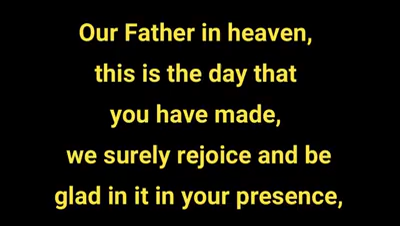 Our Father in heaven,
this is the day that
you have made,
we surely rejoice and be
glad in it in your presence,